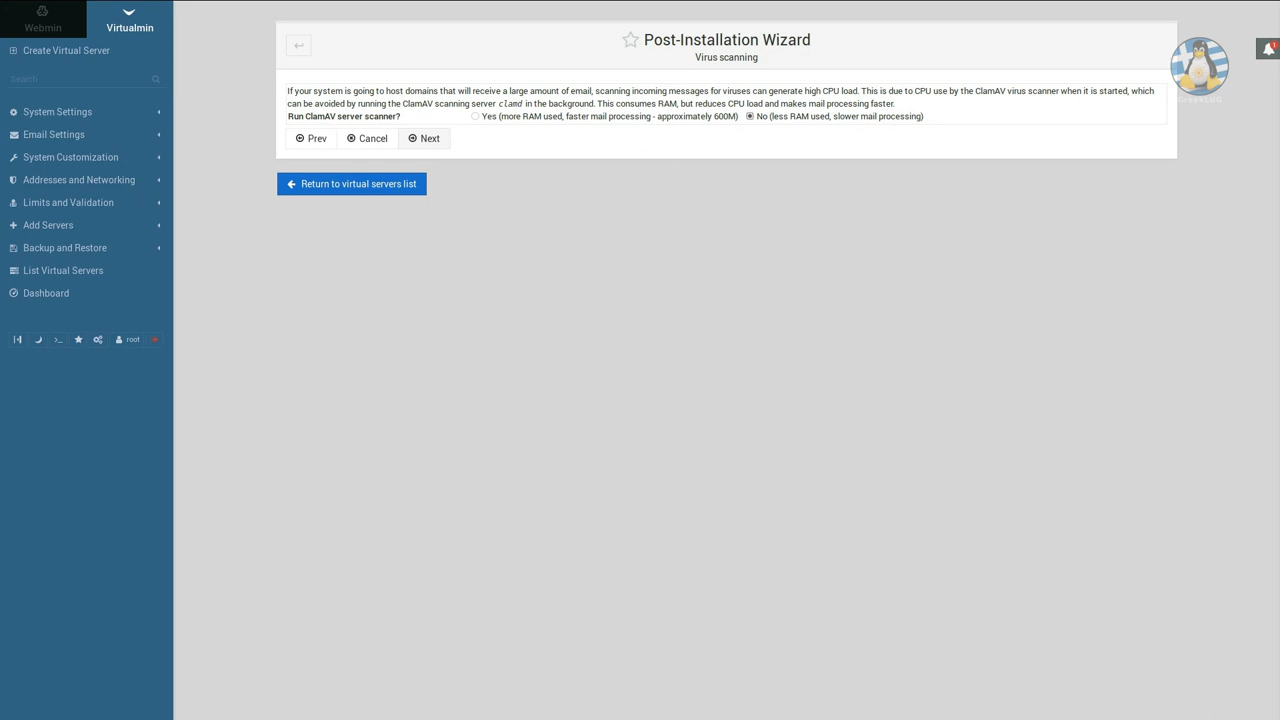 Webmin
Virtualmin
Create Virtual Server
Search
System Settings
Email Settings
System Customization
Addresses and Networking
Limits and Validation
Add Servers
Backup and Restore
List Virtual Servers
Dashboard
root
Post-Installation Wizard
Virus scanning
If your system is going to host domains that will receive a large amount of email, scanning incoming messages for viruses can generate high CPU load. This is due to CPU use by the ClamAV virus scanner when it is started, which
can be avoided by running the ClamAV scanning server clamd in the background. This consumes RAM, but reduces CPU load and makes mail processing faster.
Run ClamAV server scanner? Yes (more RAM used, faster mail processing - approximately 600M) No (less RAM used, slower mail processing)
Prev Cancel Next
Return to virtual servers list
GreekLUG
1